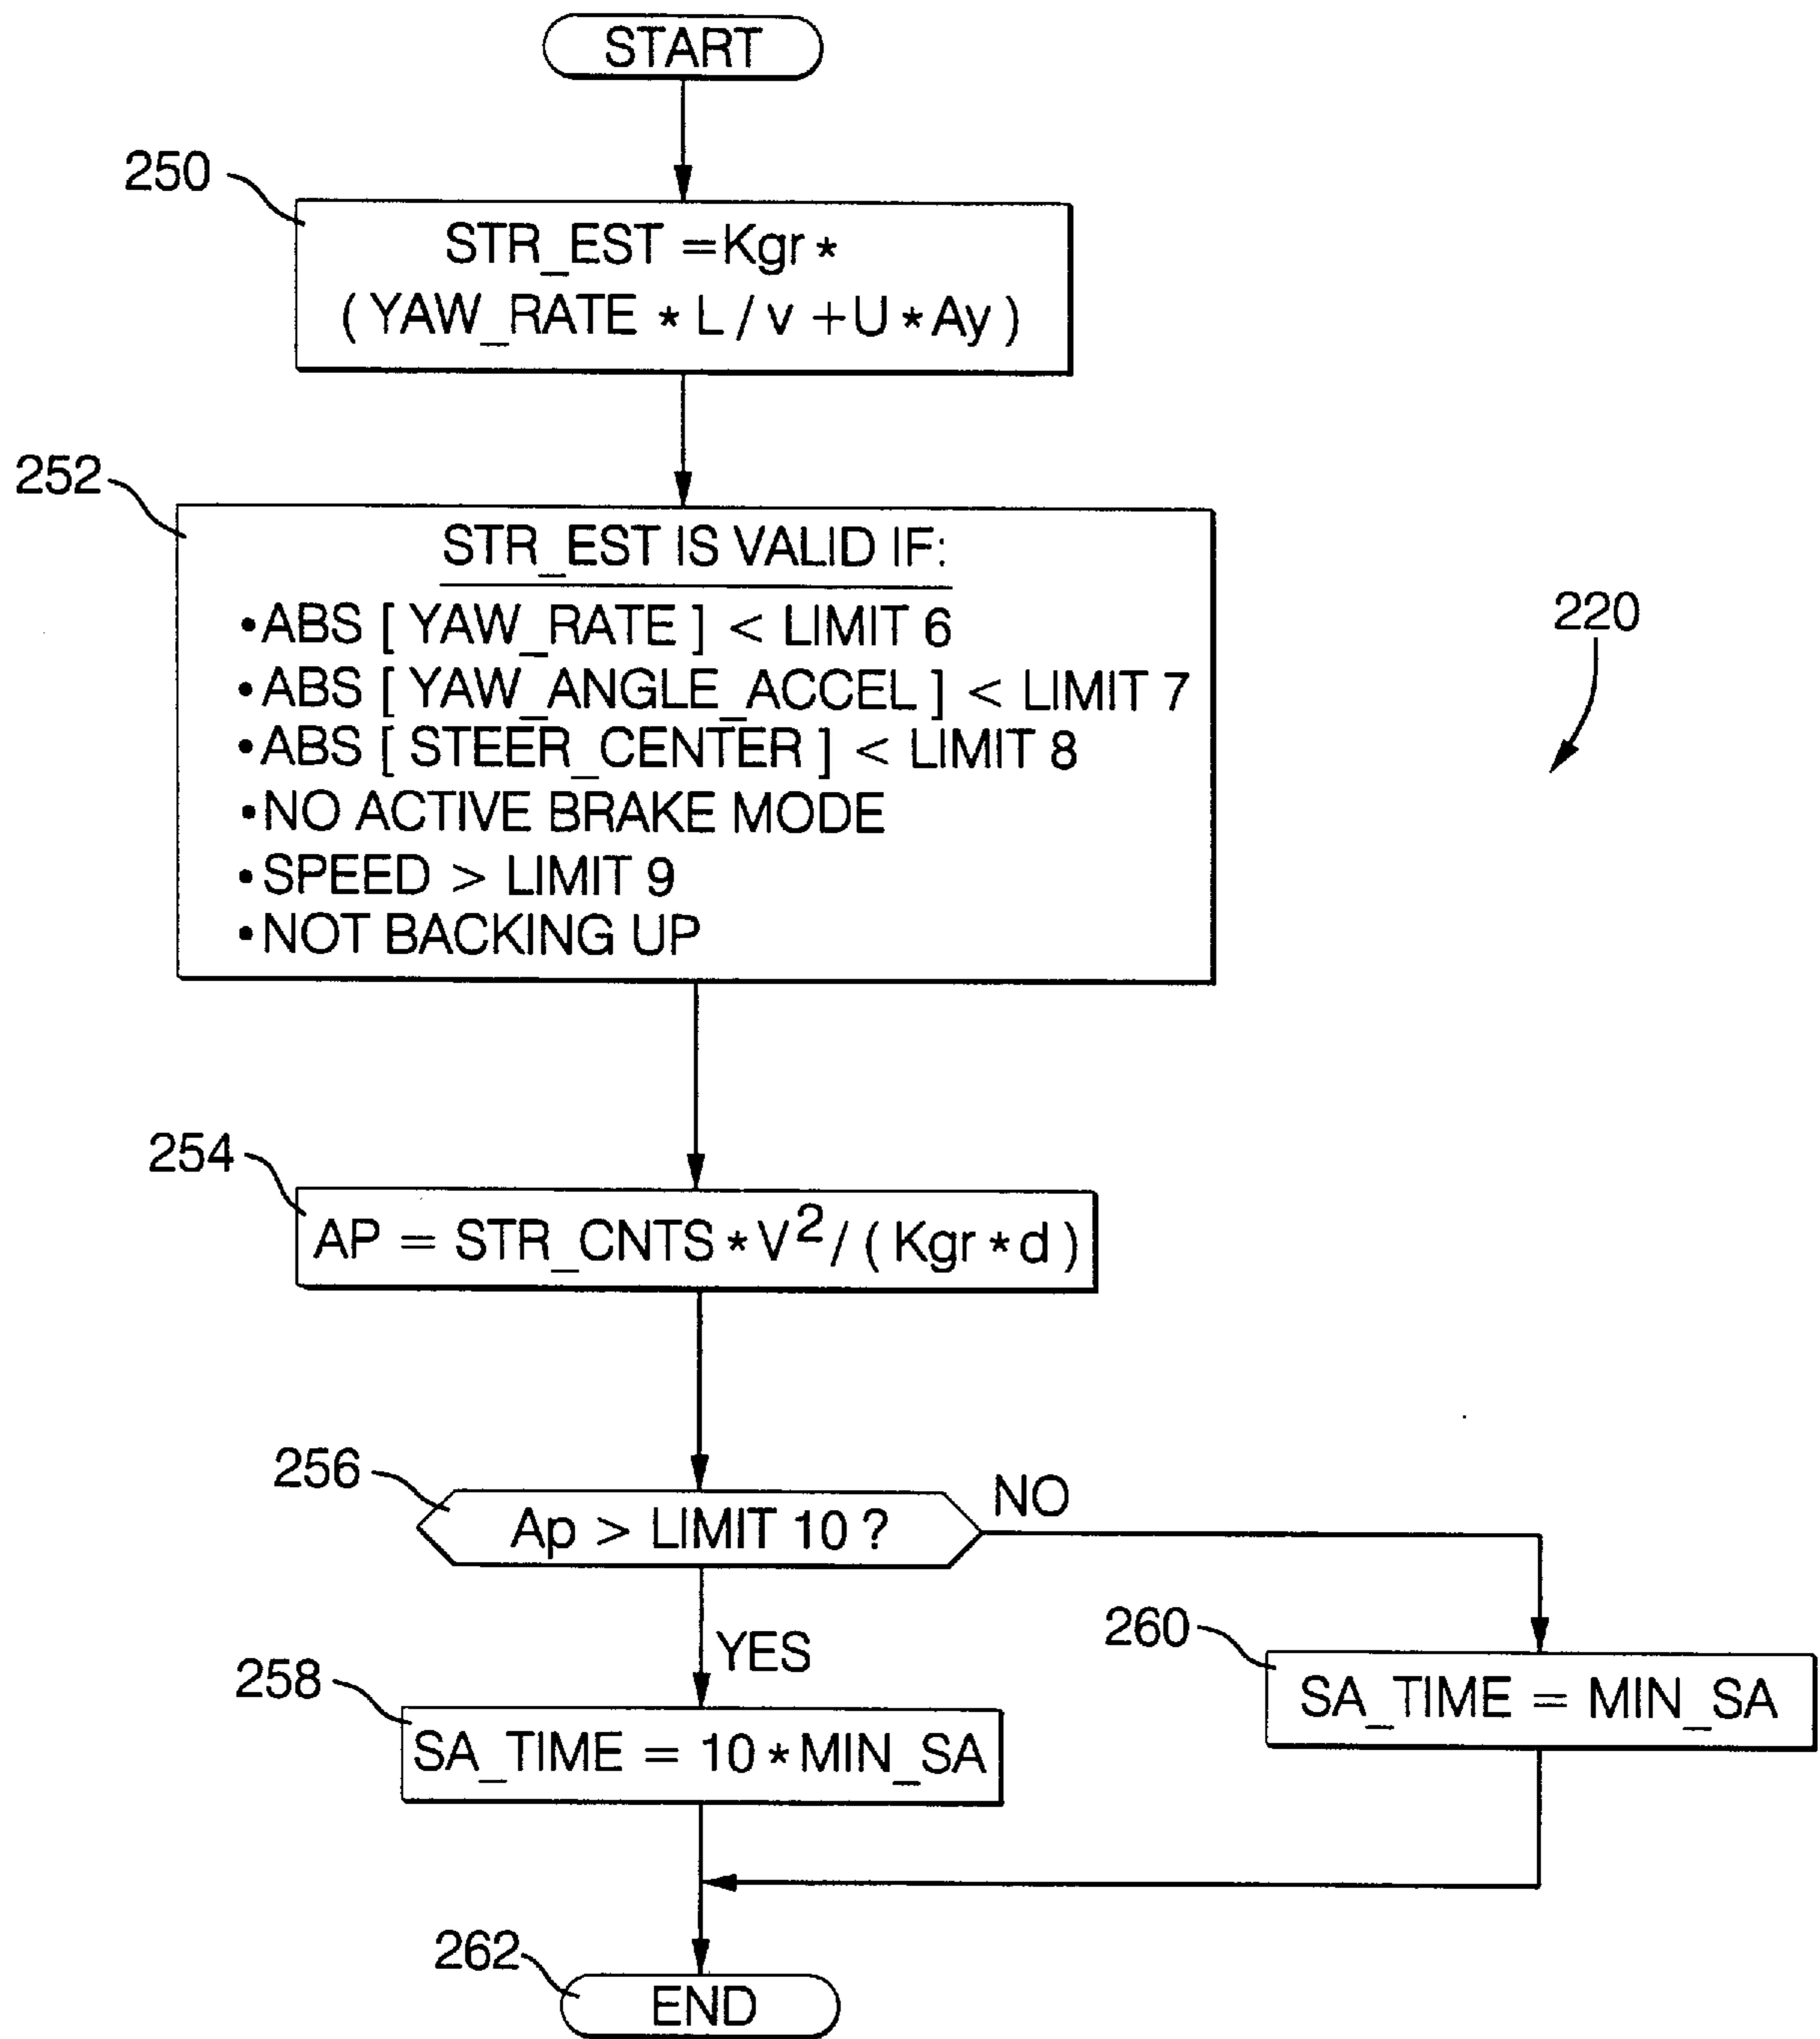 START
250
STR_EST =Kgr*
(YAW_RATE * L / v +U*Ay)
252
STR_EST IS VALID IF:
•ABS [ YAW_RATE ] < LIMIT 6
•ABS [ YAW_ANGLE_ACCEL ] < LIMIT 7
•ABS [ STEER_CENTER ] < LIMIT 8
•NO ACTIVE BRAKE MODE
•SPEED > LIMIT 9
•NOT BACKING UP
220
254
AP = STR_CNTS * V² / ( Kgr * d )
256
Ap > LIMIT 10 ?
NO
YES
258
SA_TIME = 10 * MIN_SA
260
SA_TIME = MIN_SA
262
END